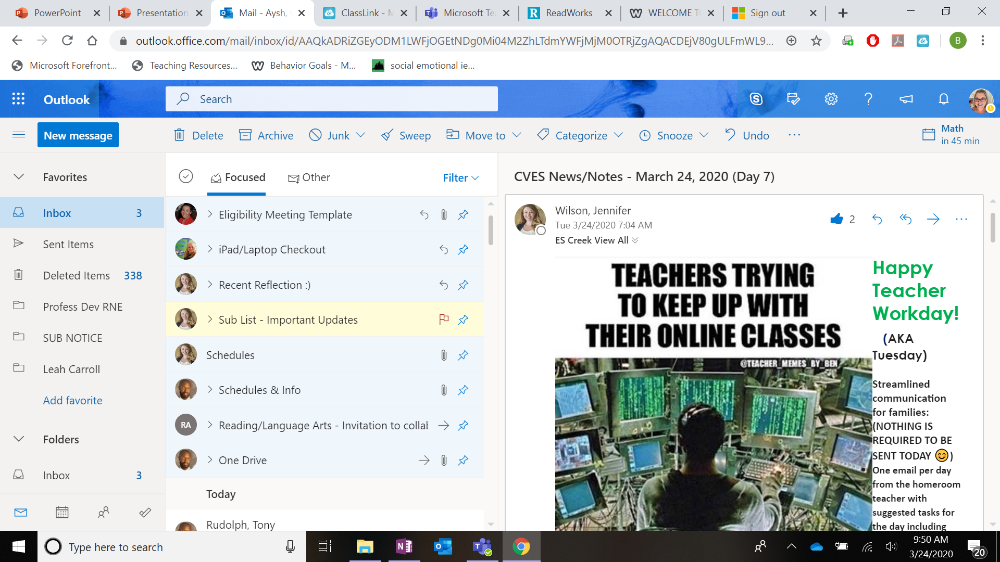 PowerPoint
Presentation
Mail - Aysh,
ClassLink - M
Microsoft Te
ReadWorks
WELCOME T
Sign out
outlook.office.com/mail/inbox/id/AAQkADRiZGEyODM1LWFjOGEtNDg0Mi04M2ZhLTdmYWFjMjM0OTRjZgAQACDEjV80gULFmWL9...
B
Microsoft Forefront...
Teaching Resources...
Behavior Goals - M...
social emotional ie...
Outlook
Search
New message
Delete
Archive
Junk
Sweep
Move to
Categorize
Snooze
Undo
Math
in 45 min
Favorites
Inbox 3
Sent Items
Deleted Items 338
Profess Dev RNE
SUB NOTICE
Leah Carroll
Add favorite
Folders
Inbox 3
Focused
Other
Filter
Eligibility Meeting Template
iPad/Laptop Checkout
Recent Reflection :)
Sub List - Important Updates
Schedules
Schedules & Info
RA
Reading/Language Arts - Invitation to collab
One Drive
Today
Rudolph, Tony
CVES News/Notes - March 24, 2020 (Day 7)
Wilson, Jennifer
Tue 3/24/2020 7:04 AM
ES Creek View All
2
TEACHERS TRYING
TO KEEP UP WITH
THEIR ONLINE CLASSES
@TEACHER_MEMES_BY_BEN
Happy
Teacher
Workday!
(AKA
Tuesday)
Streamlined
communication
for families:
(NOTHING IS
REQUIRED TO BE
SENT TODAY 😊)
One email per day
from the homeroom
teacher with
suggested tasks for
the day including
Type here to search
9:50 AM
3/24/2020
20